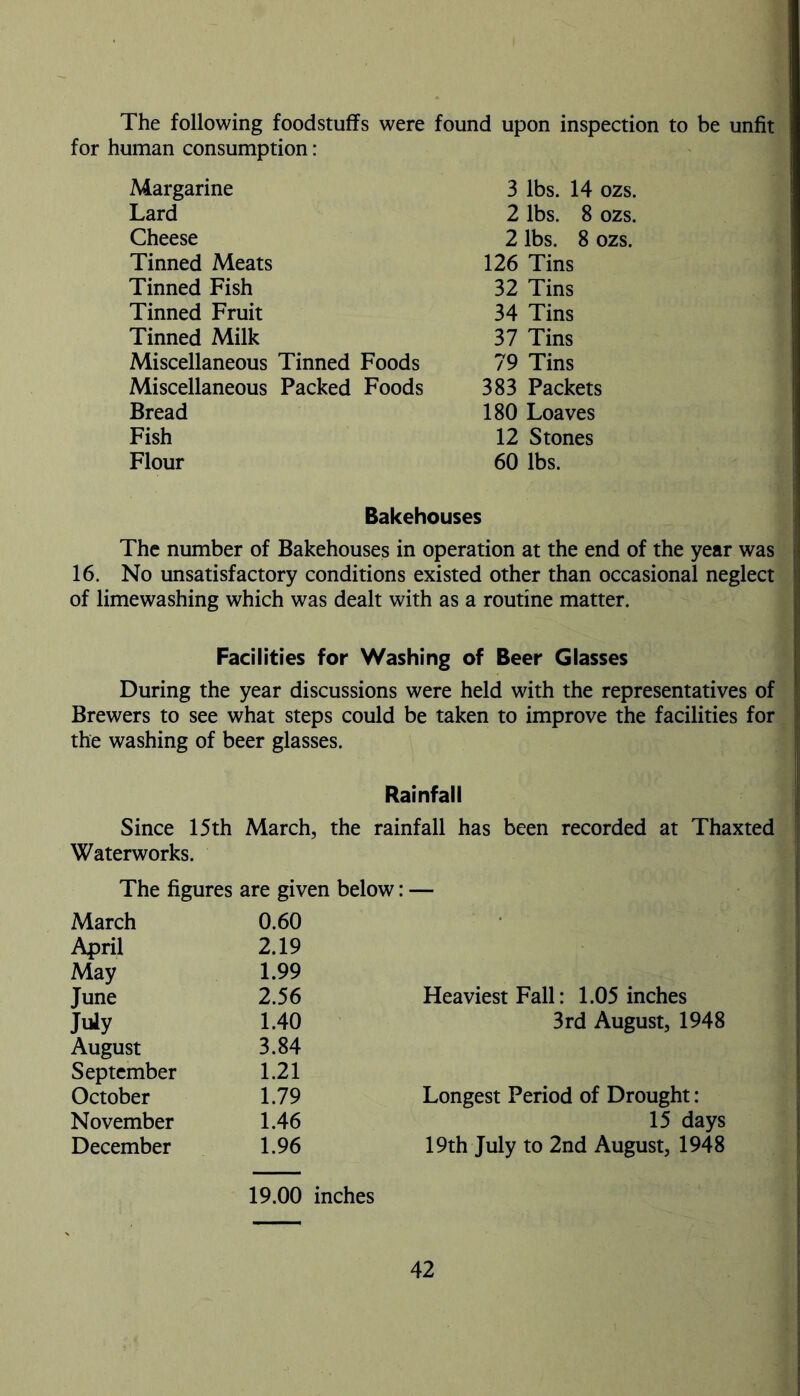 The following foodstuffs were found upon inspection to be unfit
for human consumption:
Margarine 3 lbs. 14 ozs.
Lard 2 lbs. 8 ozs.
Cheese 2 lbs. 8 ozs.
Tinned Meats 126 Tins
Tinned Fish 32 Tins
Tinned Fruit 34 Tins
Tinned Milk 37 Tins
Miscellaneous Tinned Foods 79 Tins
Miscellaneous Packed Foods 383 Packets
Bread 180 Loaves
Fish 12 Stones
Flour 60 lbs.
Bakehouses
The number of Bakehouses in operation at the end of the year was
16. No unsatisfactory conditions existed other than occasional neglect
of limewashing which was dealt with as a routine matter.
Facilities for Washing of Beer Glasses
During the year discussions were held with the representatives of
Brewers to see what steps could be taken to improve the facilities for
the washing of beer glasses.
Rainfall
Since 15th March, the rainfall has been recorded at Thaxted
Waterworks.
The figures are given below: —
March 0.60
April 2.19
May 1.99
June 2.56 Heaviest Fall: 1.05 inches
July 1.40 3rd August, 1948
August 3.84
September 1.21
October 1.79 Longest Period of Drought:
November 1.46 15 days
December 1.96 19th July to 2nd August, 1948
19.00 inches
42